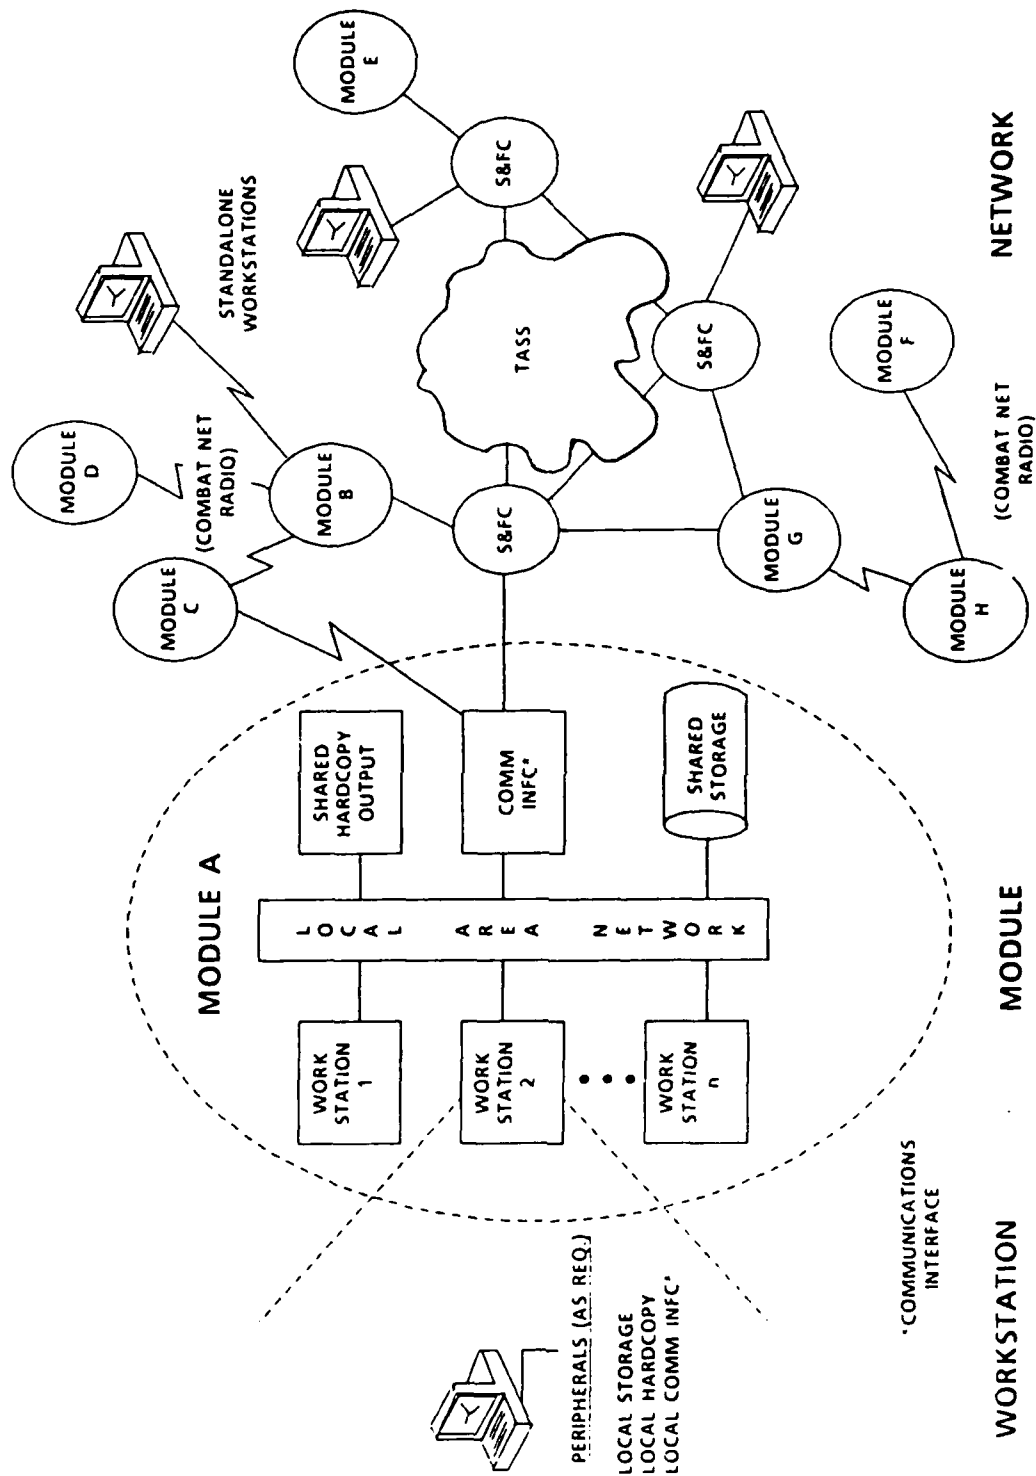 PERIPHERALS (AS REQ.)
LOCAL STORAGE
LOCAL HARDCOPY
LOCAL COMM INFC*
*COMMUNICATIONS
INTERFACE
WORKSTATION
MODULE A
WORK
STATION
1
WORK
STATION
2
• • •
WORK
STATION
n
LOCAL AREA NETWORK
SHARED
HARDCOPY
OUTPUT
COMM
INFC*
SHARED
STORAGE
MODULE
MODULE
C
MODULE
D
(COMBAT NET
RADIO)
MODULE
B
STANDALONE
WORKSTATIONS
S&FC
TASS
S&FC
MODULE
E
S&FC
MODULE
G
MODULE
H
MODULE
F
(COMBAT NET
RADIO)
NETWORK